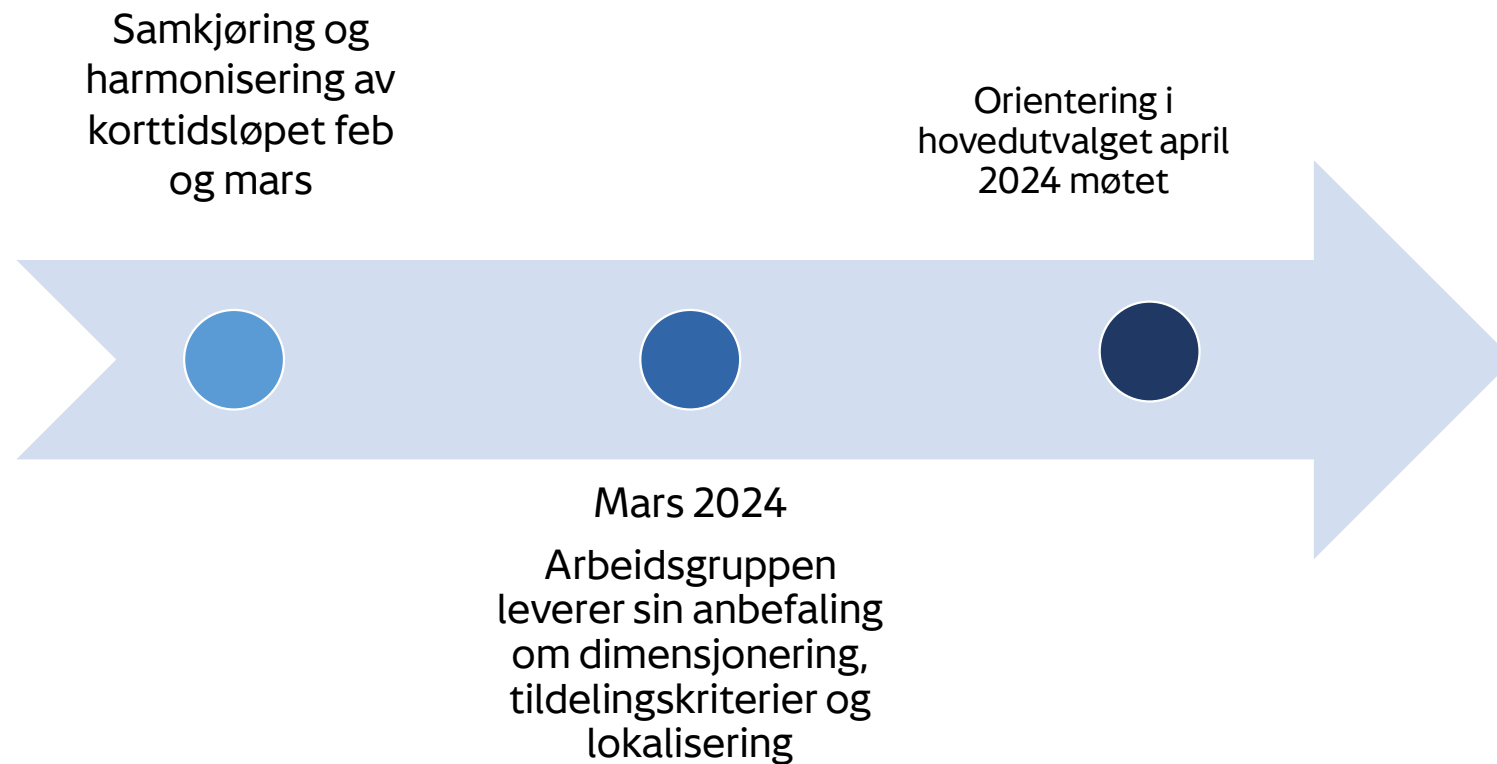 Samkjøring og
harmonisering av
korttidsløpet feb
og mars
Mars 2024
Arbeidsgruppen
leverer sin anbefaling
om dimensjonering,
tildelingskriterier og
lokalisering
Orientering i
hovedutvalget april
2024 møtet